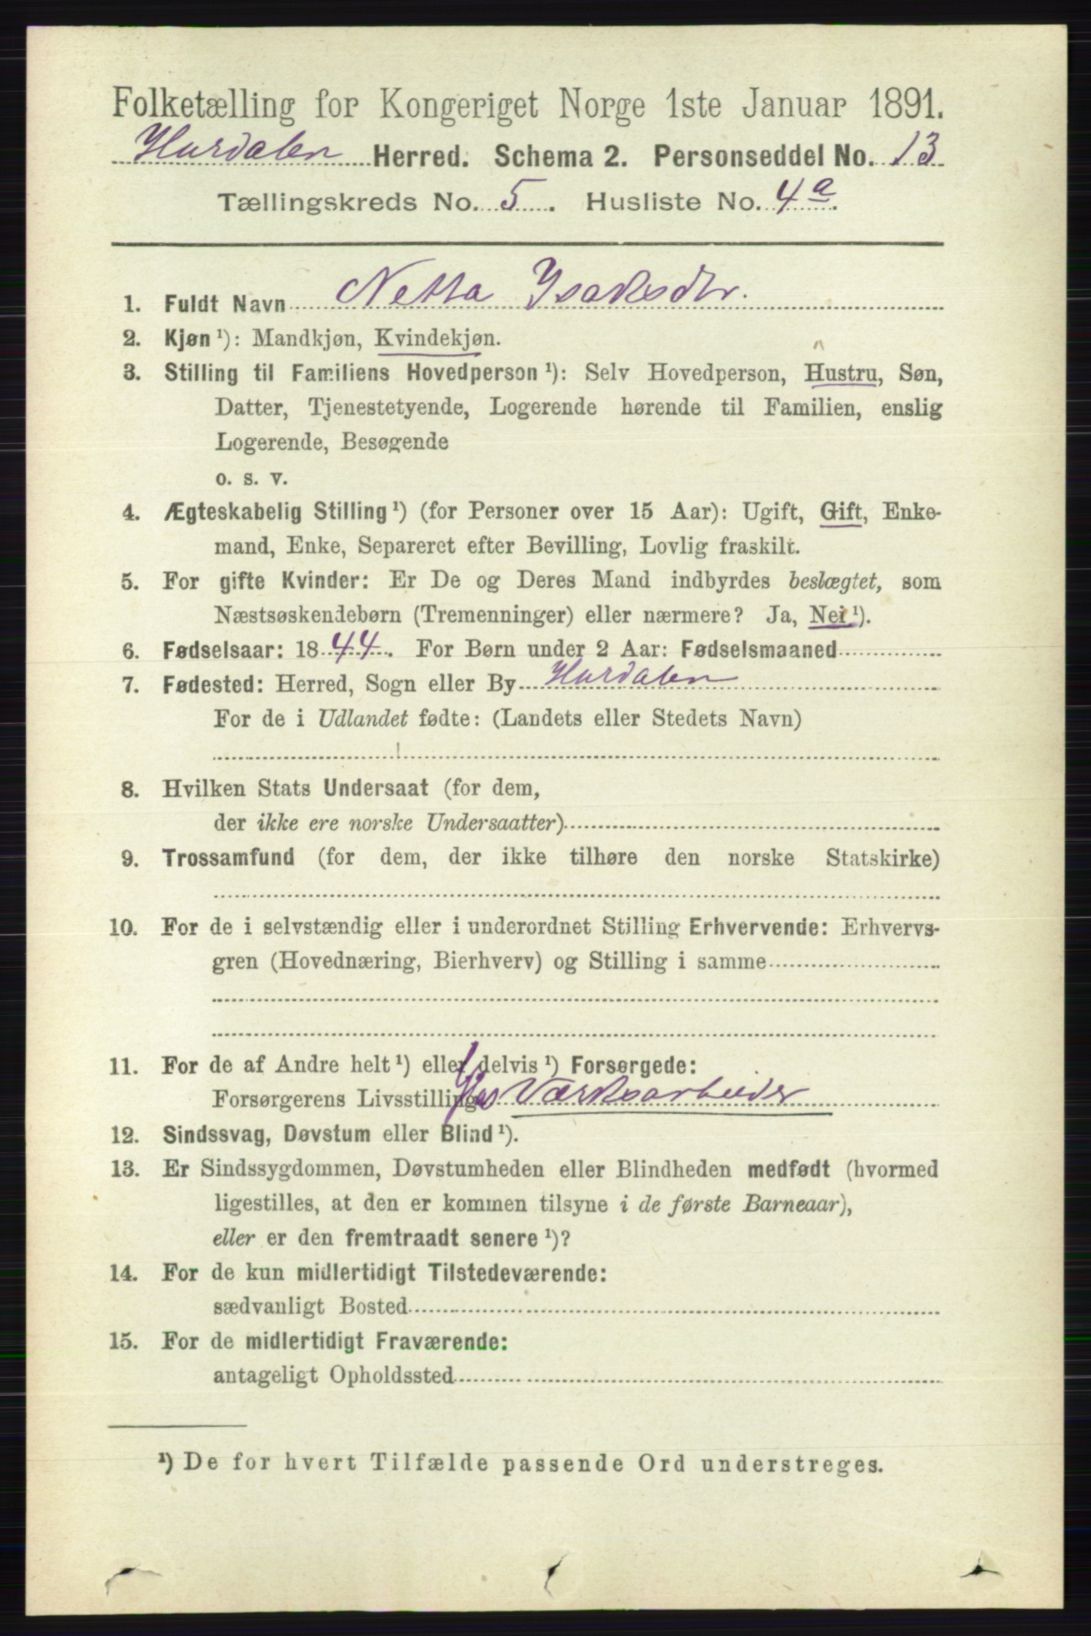 Folketælling for Kongeriget Norge 1ste Januar 1891.
Hurdalen Herred. Schema 2. Personseddel No. 13
Tællingskreds No. 5. Husliste No. 4a.
1. Fuldt Navn Netta Ysaksdtr.
2. Kjøn ¹): Mandkjøn, Kvindekjøn.
3. Stilling til Familiens Hovedperson ¹): Selv Hovedperson, Hustru, Søn,
Datter, Tjenestetyende, Logerende hørende til Familien, enslig
Logerende, Besøgende
o. s. v.
4. Ægteskabelig Stilling ¹) (for Personer over 15 Aar): Ugift, Gift, Enke-
mand, Enke, Separeret efter Bevilling, Lovlig fraskilt.
5. For gifte Kvinder: Er De og Deres Mand indbyrdes beslægtet, som
Næstsøskendebørn (Tremenninger) eller nærmere? Ja, Nei ¹).
6. Fødselsaar: 1844. For Børn under 2 Aar: Fødselsmaaned
7. Fødested: Herred, Sogn eller By Hurdalen
For de i Udlandet fødte: (Landets eller Stedets Navn)
8. Hvilken Stats Undersaat (for dem,
der ikke ere norske Undersaatter)
9. Trossamfund (for dem, der ikke tilhøre den norske Statskirke)
10. For de i selvstændig eller i underordnet Stilling Erhvervende: Erhvervs-
gren (Hovednæring, Bierhverv) og Stilling i samme
11. For de af Andre helt ¹) eller delvis ¹) Forsørgede:
Forsørgerens Livsstilling Værksarbeider
12. Sindssvag, Døvstum eller Blind ¹).
13. Er Sindssygdommen, Døvstumheden eller Blindheden medfødt (hvormed
ligestilles, at den er kommen tilsyne i de første Barneaar),
eller er den fremtraadt senere ¹)?
14. For de kun midlertidigt Tilstedeværende:
sædvanligt Bosted
15. For de midlertidigt Fraværende:
antageligt Opholdssted
¹) De for hvert Tilfælde passende Ord understreges.